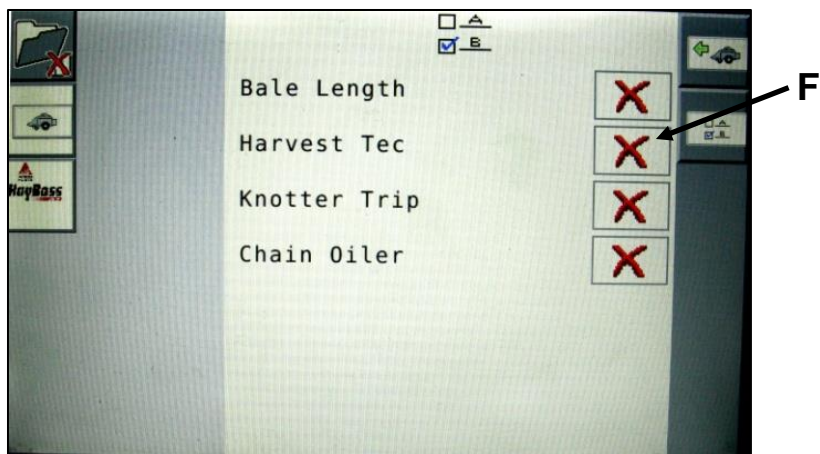 A
B
Bale Length
F
A
B
Harvest Tec
HayBoss
Knotter Trip
Chain Oiler